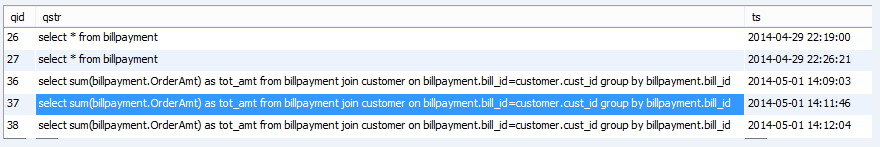 qid qstr ts
26 select * from billpayment 2014-04-29 22:19:00
27 select * from billpayment 2014-04-29 22:26:21
36 select sum(billpayment.OrderAmt) as tot_amt from billpayment join customer on billpayment.bill_id=customer.cust_id group by billpayment.bill_id 2014-05-01 14:09:03
37 select sum(billpayment.OrderAmt) as tot_amt from billpayment join customer on billpayment.bill_id=customer.cust_id group by billpayment.bill_id 2014-05-01 14:11:46
38 select sum(billpayment.OrderAmt) as tot_amt from billpayment join customer on billpayment.bill_id=customer.cust_id group by billpayment.bill_id 2014-05-01 14:12:04